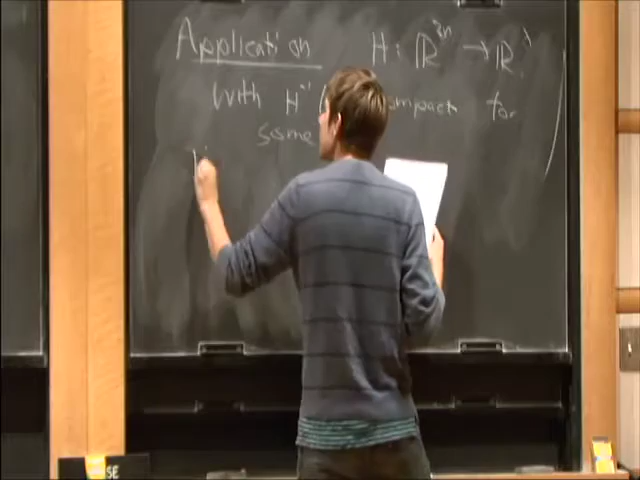 Application H: ℝ²ⁿ → ℝ
With H⁻¹ compact for
some